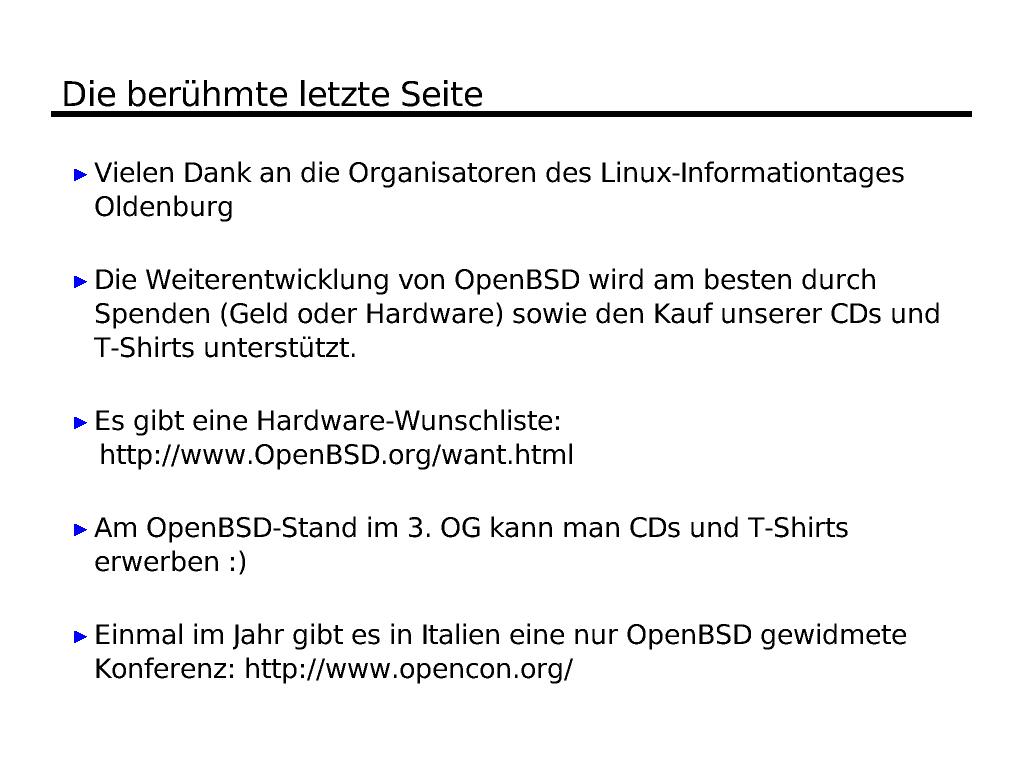 Die berühmte letzte Seite
Vielen Dank an die Organisatoren des Linux-Informationtages
Oldenburg
Die Weiterentwicklung von OpenBSD wird am besten durch
Spenden (Geld oder Hardware) sowie den Kauf unserer CDs und
T-Shirts unterstützt.
Es gibt eine Hardware-Wunschliste:
http://www.OpenBSD.org/want.html
Am OpenBSD-Stand im 3. OG kann man CDs und T-Shirts
erwerben :)
Einmal im Jahr gibt es in Italien eine nur OpenBSD gewidmete
Konferenz: http://www.opencon.org/